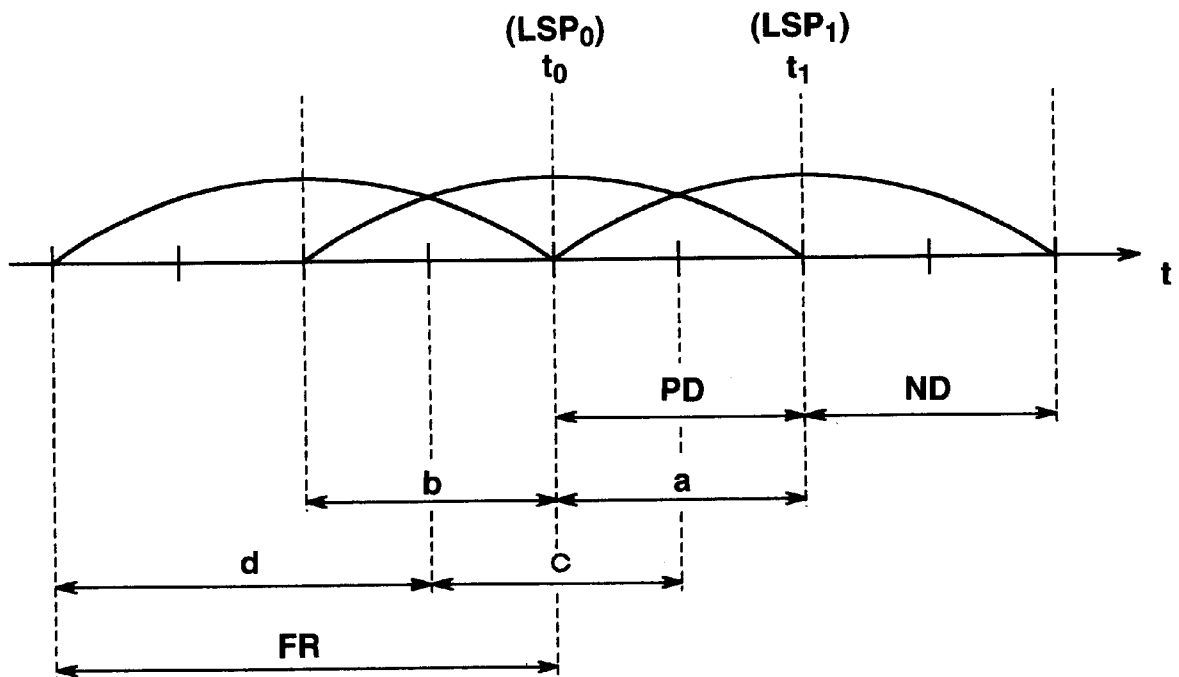 (LSP₀) (LSP₁)
t₀ t₁
t
PD ND
b a
d c
FR